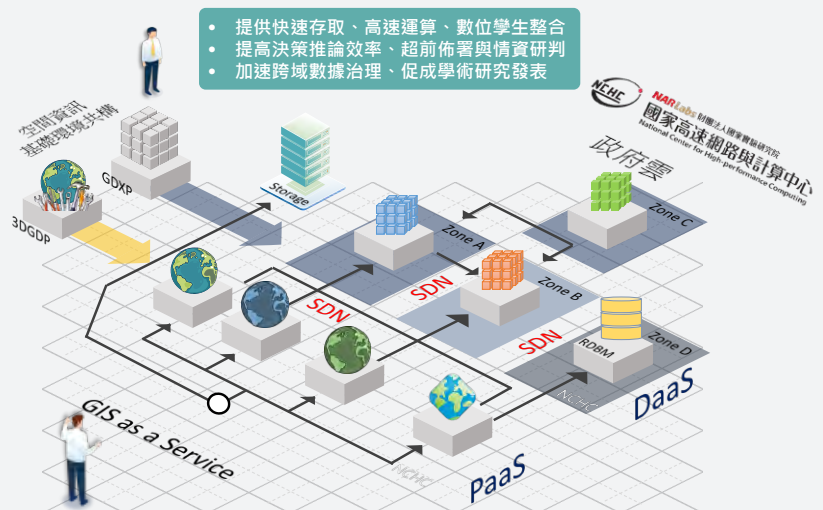 • 提供快速存取、高速運算、數位孿生整合
• 提高決策推論效率、超前佈署與情資研判
• 加速跨域數據治理、促成學術研究發表
NCHC
NARLabs 財團法人國家實驗研究院
國家高速網路與計算中心
National Center for High-performance Computing
空間資訊
基礎環境共構
政府雲
GDXP
Storage
3DGDP
Zone A
Zone C
SDN
Zone B
SDN
SDN
RDBM
Zone D
NCHC
DaaS
GIS as a Service
NCHC
PaaS